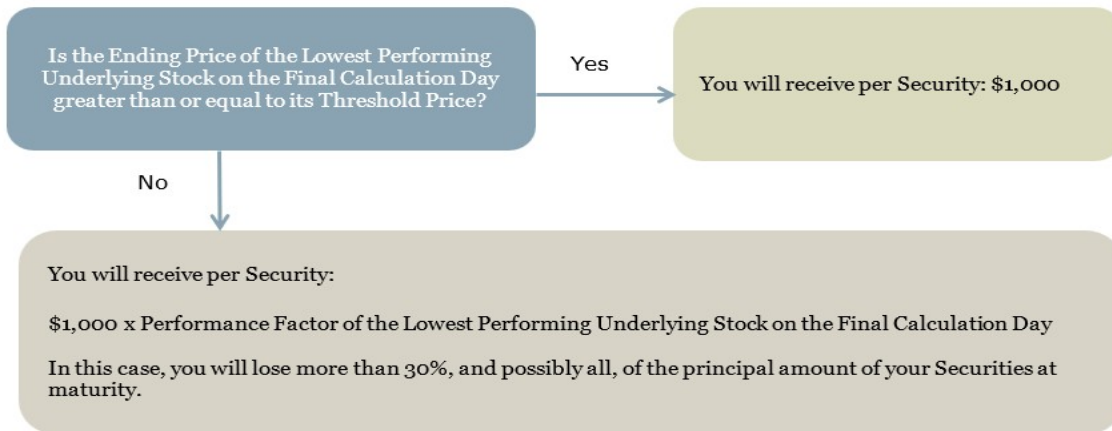 Is the Ending Price of the Lowest Performing
Underlying Stock on the Final Calculation Day
greater than or equal to its Threshold Price?
Yes
You will receive per Security: $1,000
No
You will receive per Security:
$1,000 x Performance Factor of the Lowest Performing Underlying Stock on the Final Calculation Day
In this case, you will lose more than 30%, and possibly all, of the principal amount of your Securities at
maturity.